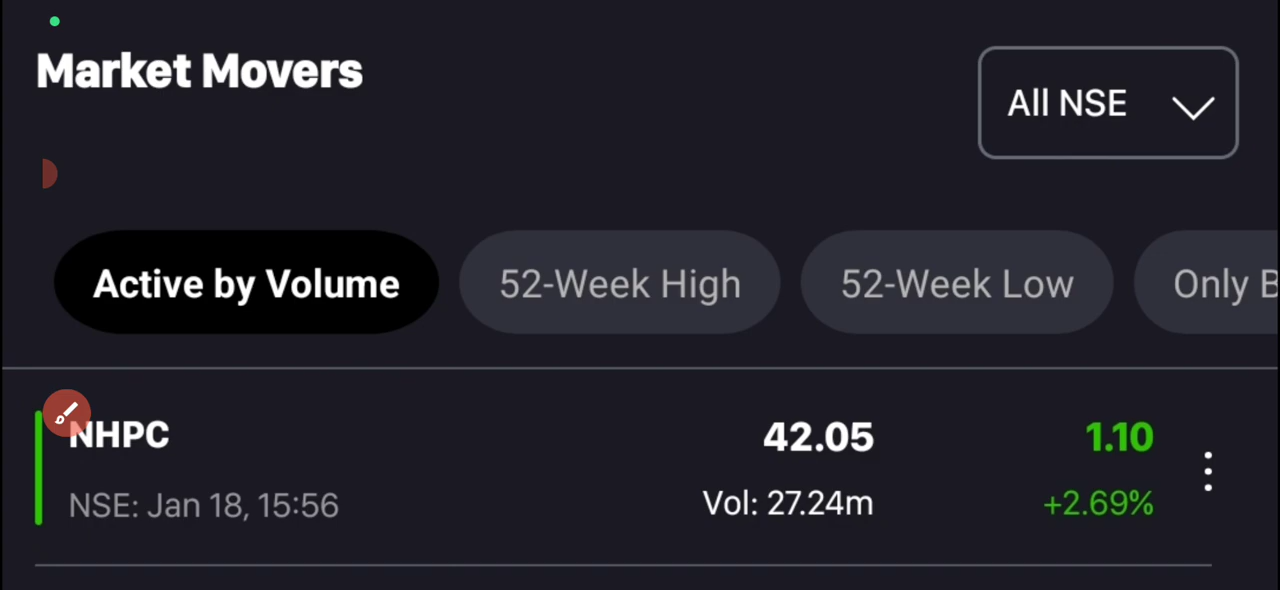 Market Movers
All NSE
Active by Volume 52-Week High 52-Week Low Only
NHPC 42.05 1.10
NSE: Jan 18, 15:56 Vol: 27.24m +2.69%